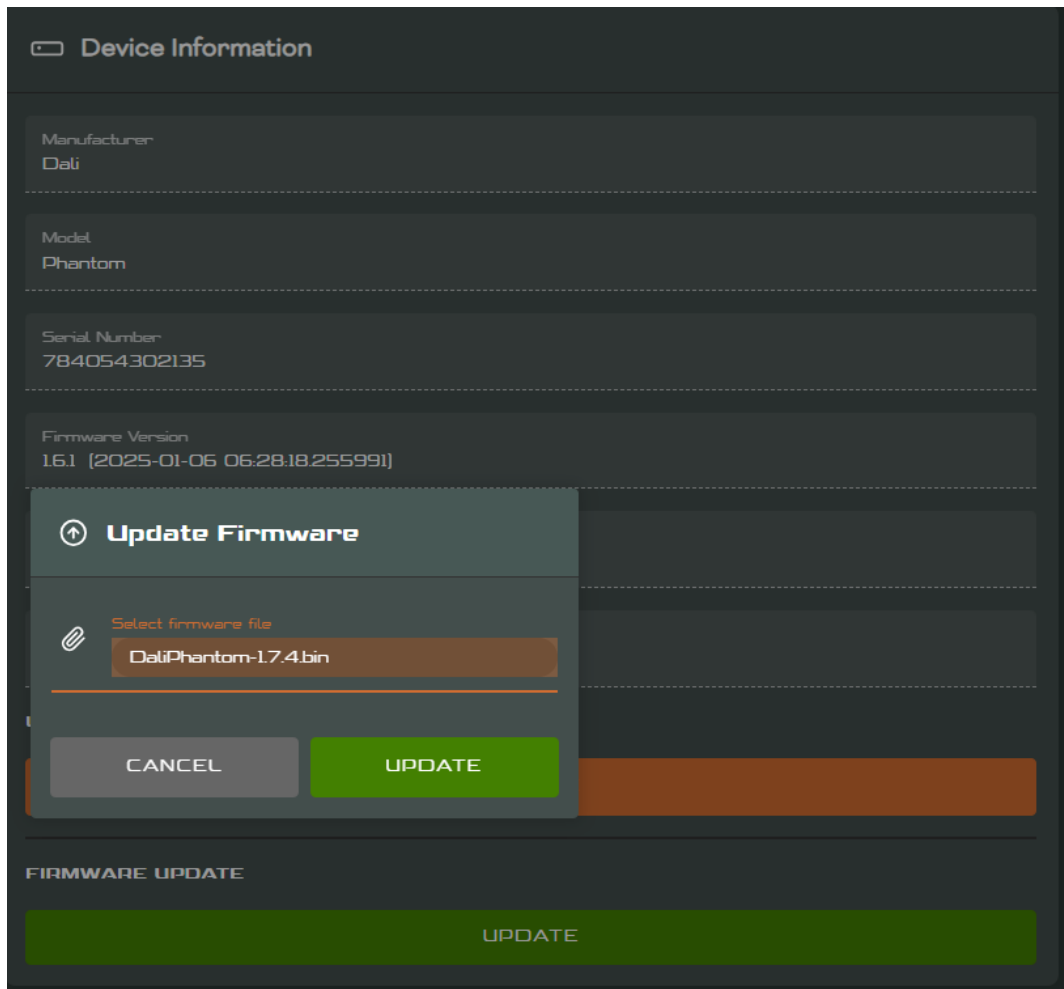 Device Information
Manufacturer
Dali
Model
Phantom
Serial Number
784054302135
Firmware Version
1.6.1 (2025-01-06 06:28:18.255991)
Update Firmware
Select firmware file
DaliPhantom-1.7.4.bin
CANCEL
UPDATE
FIRMWARE UPDATE
UPDATE